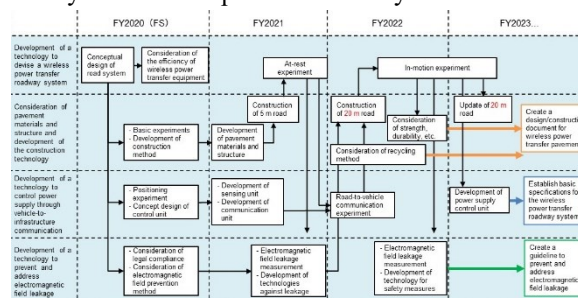 FY2020 (FS)
FY2021
FY2022
FY2023...
Development of a
technology to
devise a wireless
power transfer
roadway system
Conceptual
design of
road system
Consideration of
the efficiency of
wireless power
transfer equipment
At-rest
experiment
In-motion experiment
Consideration of
pavement
materials and
structure and
development of
the construction
technology
- Basic experiments
- Development of
construction
method
Development of
pavement
materials and
structure
Construction
of 5 m road
Construction
of 20 m road
Consideration
of strength,
durability, etc.
Consideration of recycling
method
Update of 20 m
road
Create a
design/construction
document for
wireless power
transfer pavement
Development of a
technology to
control power
supply through
vehicle-to-
infrastructure
communication
- Positioning
experiment
- Concept design of
control unit
- Development of
sensing unit
- Development of
communication
unit
Road-to-vehicle
communication
experiment
Development of
power supply
control unit
Establish basic
specifications for
the wireless
power transfer
roadway system
Development of a
technology to
prevent and
address
electromagnetic
field leakage
- Consideration of
legal compliance
- Consideration of
electromagnetic
field prevention
method
- Electromagnetic
field leakage
measurement
- Development of
technologies
against leakage
- Electromagnetic
field leakage
measurement
- Development of
technology for
safety measures
Create a
guideline to
prevent and
address
electromagnetic
field leakage